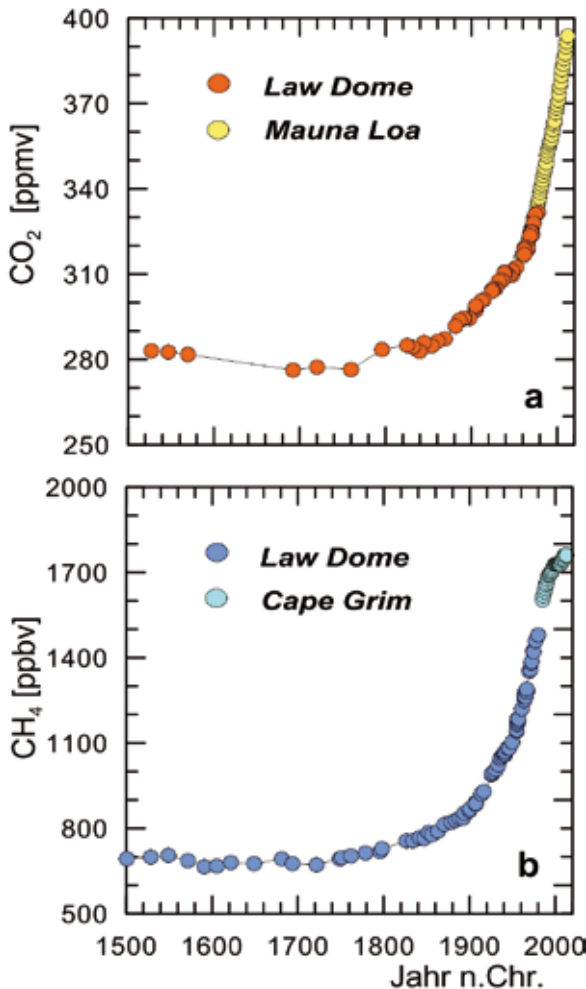 400
370
340
310
280
250
CO₂ [ppmv]
Law Dome
Mauna Loa
a
2000
1700
1400
1100
800
500
CH₄ [ppbv]
Law Dome
Cape Grim
b
1500 1600 1700 1800 1900 2000
Jahr n.Chr.